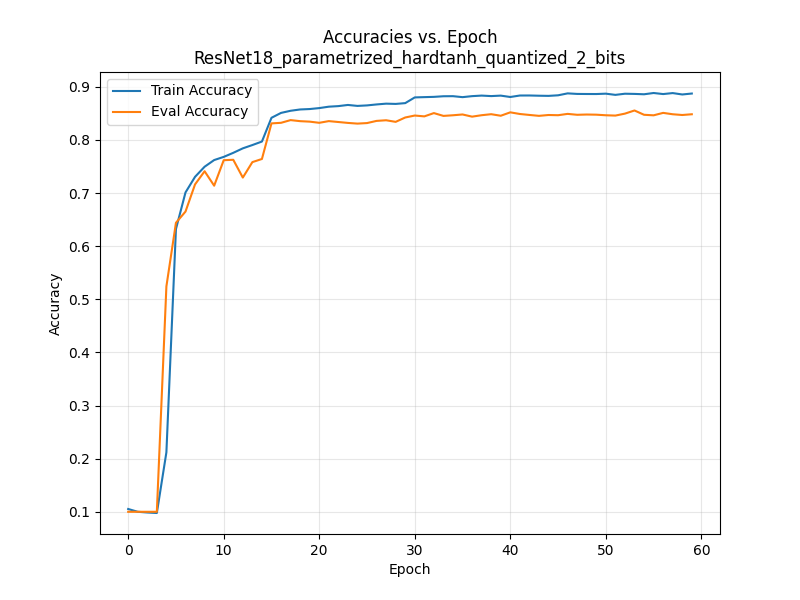 Accuracies vs. Epoch
ResNet18_parametrized_hardtanh_quantized_2_bits
Train Accuracy
Eval Accuracy
0.9
0.8
0.7
0.6
0.5
0.4
0.3
0.2
0.1
Accuracy
0 10 20 30 40 50 60
Epoch